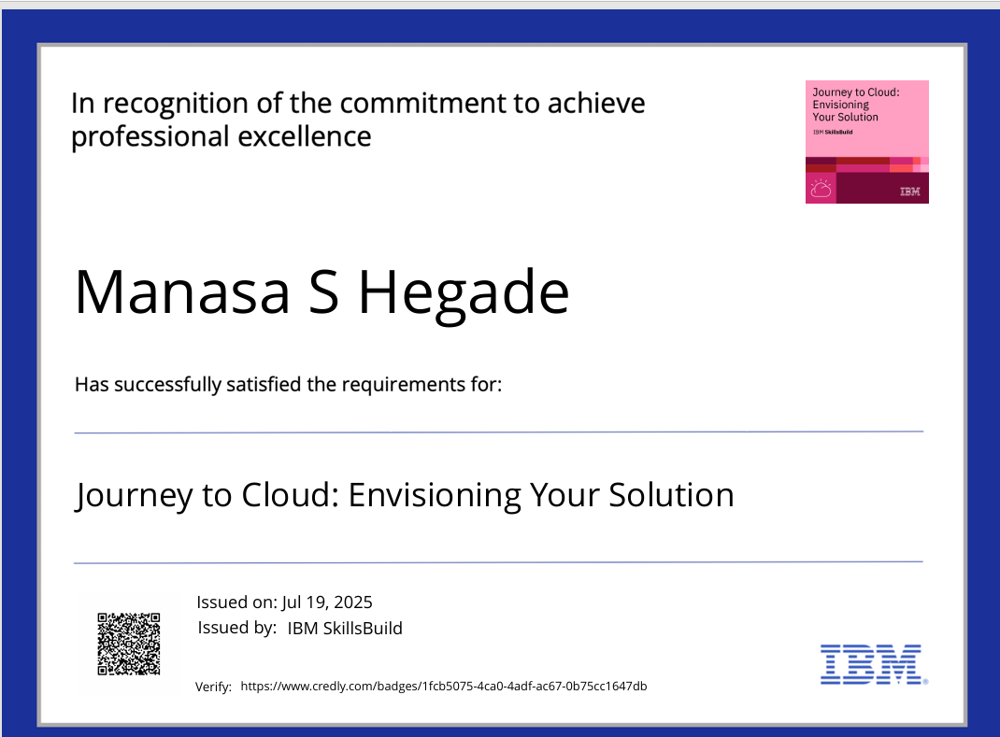 In recognition of the commitment to achieve
professional excellence
Journey to Cloud:
Envisioning
Your Solution
IBM SkillsBuild
IBM
Manasa S Hegade
Has successfully satisfied the requirements for:
Journey to Cloud: Envisioning Your Solution
Issued on: Jul 19, 2025
Issued by: IBM SkillsBuild
Verify: https://www.credly.com/badges/1fcb5075-4ca0-4adf-ac67-0b75cc1647db
IBM®